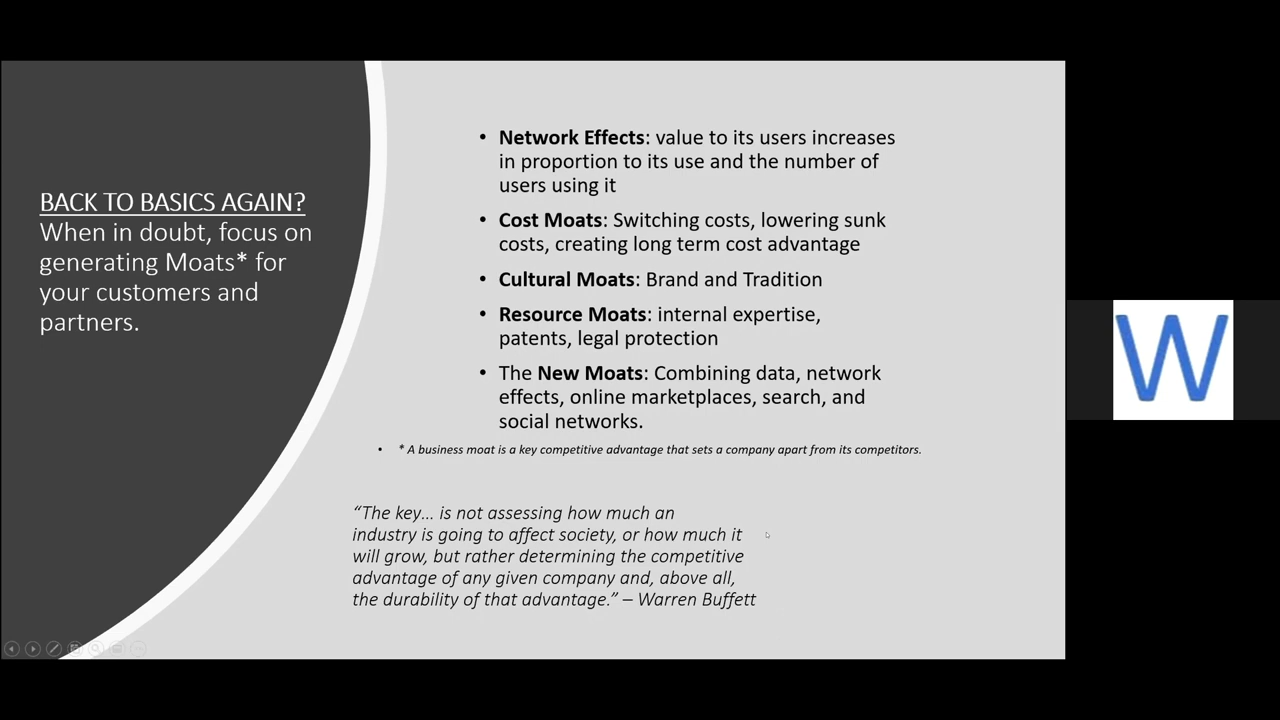 BACK TO BASICS AGAIN?
When in doubt, focus on
generating Moats* for
your customers and
partners.
• Network Effects: value to its users increases
in proportion to its use and the number of
users using it
• Cost Moats: Switching costs, lowering sunk
costs, creating long term cost advantage
• Cultural Moats: Brand and Tradition
• Resource Moats: internal expertise,
patents, legal protection
• The New Moats: Combining data, network
effects, online marketplaces, search, and
social networks.
• * A business moat is a key competitive advantage that sets a company apart from its competitors.
“The key... is not assessing how much an
industry is going to affect society, or how much it
will grow, but rather determining the competitive
advantage of any given company and, above all,
the durability of that advantage.” – Warren Buffett
W